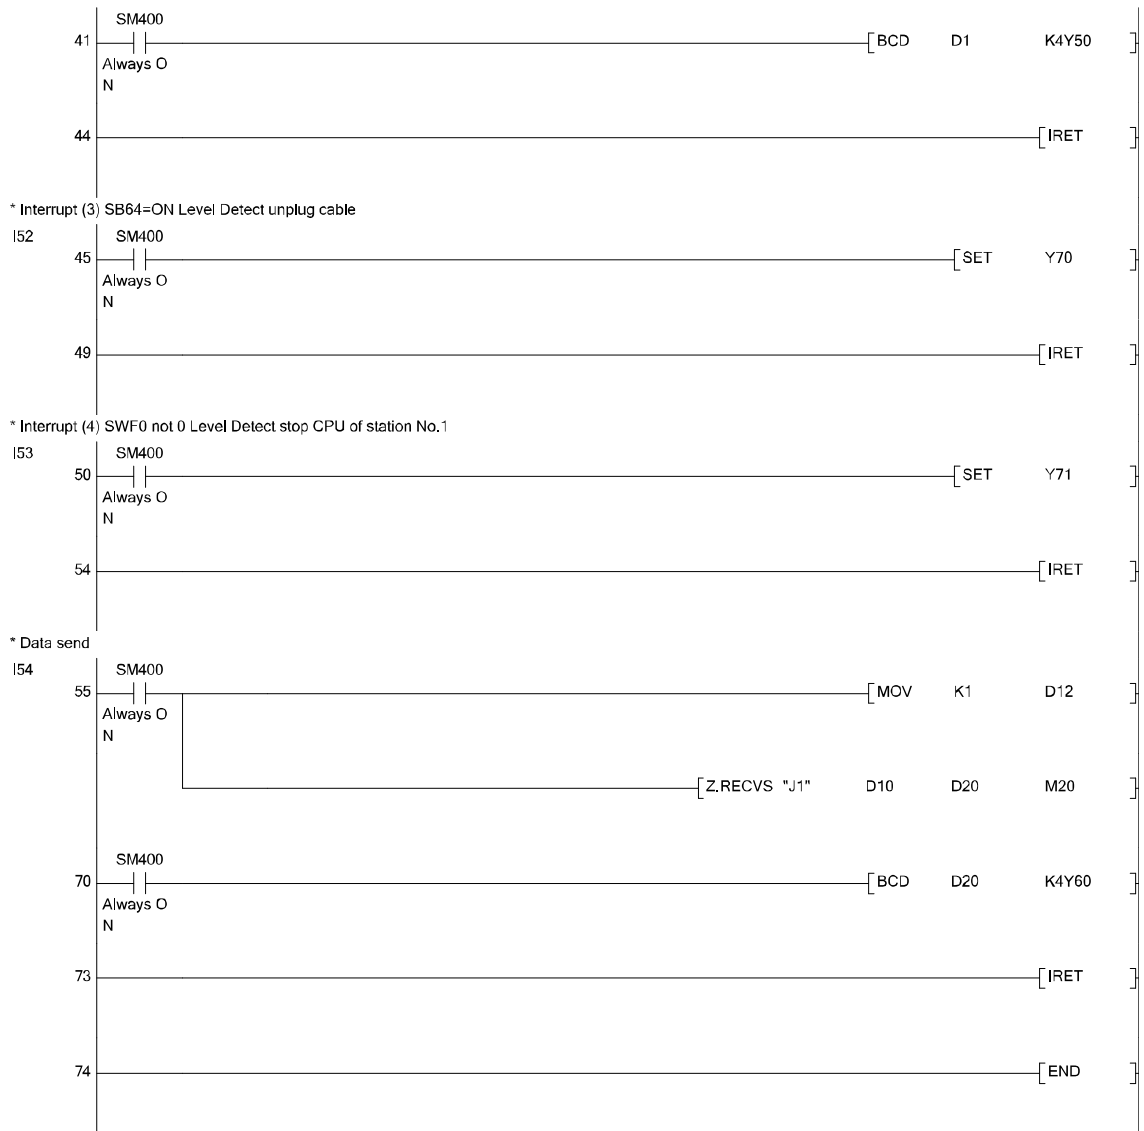 SM400
41 BCD D1 K4Y50
Always O
N
44 IRET
* Interrupt (3) SB64=ON Level Detect unplug cable
I52 SM400
45 SET Y70
Always O
N
49 IRET
* Interrupt (4) SWF0 not 0 Level Detect stop CPU of station No.1
I53 SM400
50 SET Y71
Always O
N
54 IRET
* Data send
I54 SM400
55 MOV K1 D12
Always O
N
Z.RECVS "J1" D10 D20 M20
SM400
70 BCD D20 K4Y60
Always O
N
73 IRET
74 END